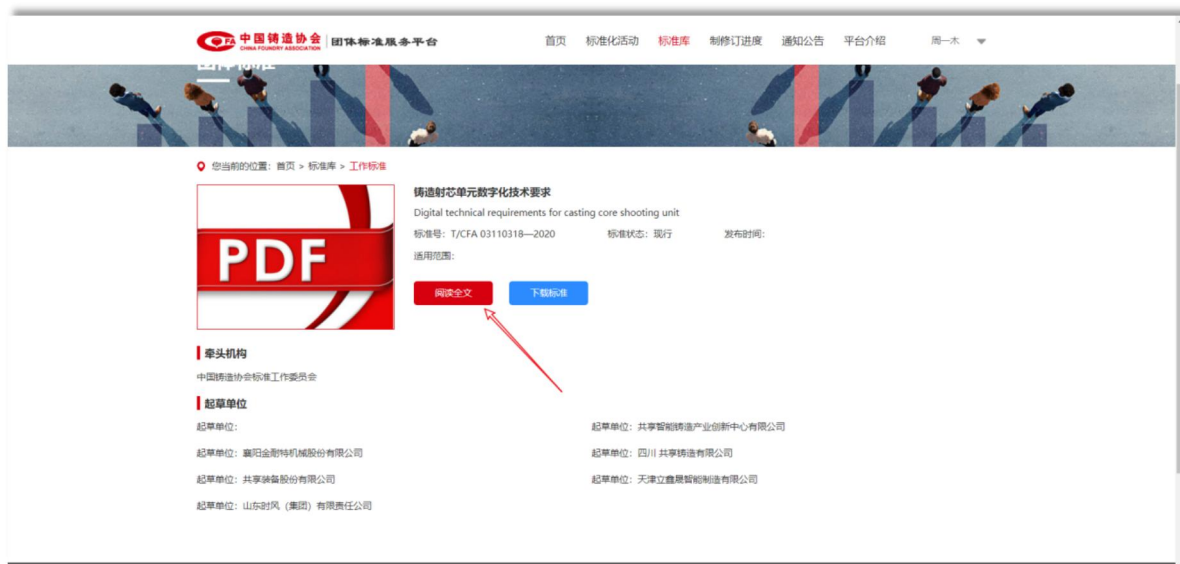 中国铸造协会 团体标准服务平台 首页 标准化活动 标准库 制修订进度 通知公告 平台介绍 周一木
CFA CHINA FOUNDRY ASSOCIATION
团体标准
您当前的位置：首页 > 标准库 > 工作标准
PDF
铸造射芯单元数字化技术要求
Digital technical requirements for casting core shooting unit
标准号：T/CFA 03110318—2020 标准状态：现行 发布时间：
适用范围：
阅读全文 下载标准
牵头机构
中国铸造协会标准工作委员会
起草单位
起草单位： 起草单位：共享智能铸造产业创新中心有限公司
起草单位：襄阳金耐特机械股份有限公司 起草单位：四川 共享铸造有限公司
起草单位：共享装备股份有限公司 起草单位：天津立鑫晟智能制造有限公司
起草单位：山东时风（集团）有限责任公司